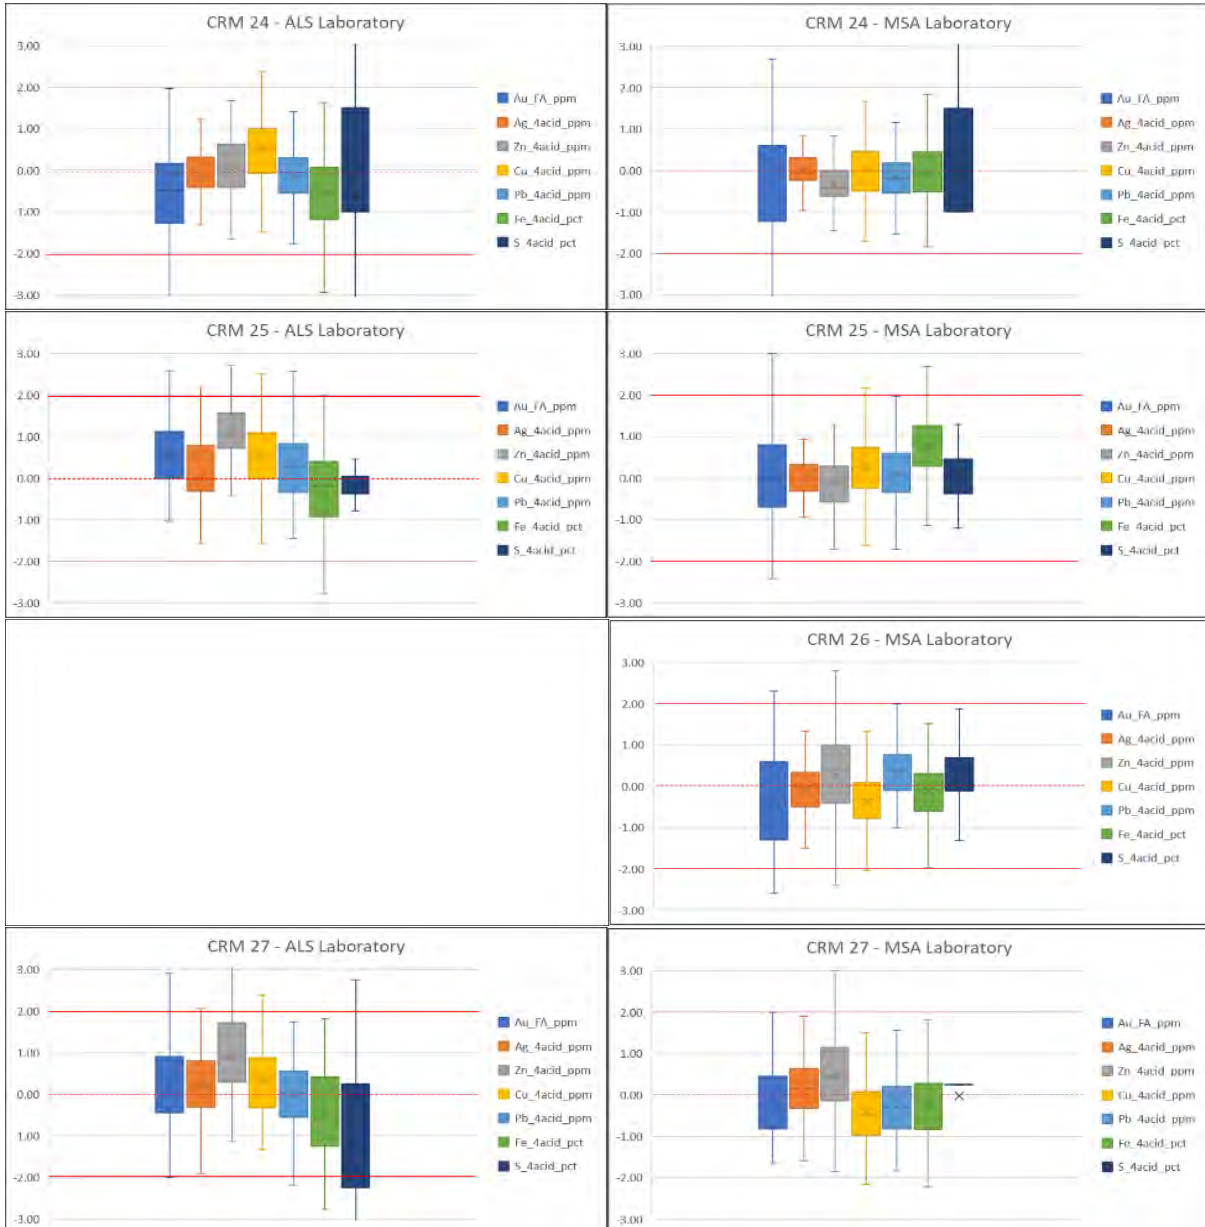 CRM 24 - ALS Laboratory
3.00
2.00
1.00
0.00
-1.00
-2.00
-3.00
Au_FA_ppm
Ag_4acid_ppm
Zn_4acid_ppm
Cu_4acid_ppm
Pb_4acid_ppm
Fe_4acid_pct
S_4acid_pct
CRM 24 - MSA Laboratory
3.00
2.00
1.00
0.00
-1.00
-2.00
-3.00
Au_FA_ppm
Ag_4acid_ppm
Zn_4acid_ppm
Cu_4acid_ppm
Pb_4acid_ppm
Fe_4acid_pct
S_4acid_pct
CRM 25 - ALS Laboratory
3.00
2.00
1.00
0.00
-1.00
-2.00
-3.00
Au_FA_ppm
Ag_4acid_ppm
Zn_4acid_ppm
Cu_4acid_ppm
Pb_4acid_ppm
Fe_4acid_pct
S_4acid_pct
CRM 25 - MSA Laboratory
3.00
2.00
1.00
0.00
-1.00
-2.00
-3.00
Au_FA_ppm
Ag_4acid_ppm
Zn_4acid_ppm
Cu_4acid_ppm
Pb_4acid_ppm
Fe_4acid_pct
S_4acid_pct
CRM 26 - MSA Laboratory
3.00
2.00
1.00
0.00
-1.00
-2.00
-3.00
Au_FA_ppm
Ag_4acid_ppm
Zn_4acid_ppm
Cu_4acid_ppm
Pb_4acid_ppm
Fe_4acid_pct
S_4acid_pct
CRM 27 - ALS Laboratory
3.00
2.00
1.00
0.00
-1.00
-2.00
-3.00
Au_FA_ppm
Ag_4acid_ppm
Zn_4acid_ppm
Cu_4acid_ppm
Pb_4acid_ppm
Fe_4acid_pct
S_4acid_pct
CRM 27 - MSA Laboratory
3.00
2.00
1.00
0.00
-1.00
-2.00
-3.00
Au_FA_ppm
Ag_4acid_ppm
Zn_4acid_ppm
Cu_4acid_ppm
Pb_4acid_ppm
Fe_4acid_pct
S_4acid_pct